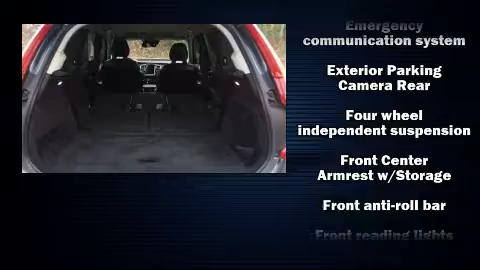 Emergency
communication system
Exterior Parking
Camera Rear
Four wheel
independent suspension
Front Center
Armrest w/Storage
Front anti-roll bar
Front reading lights